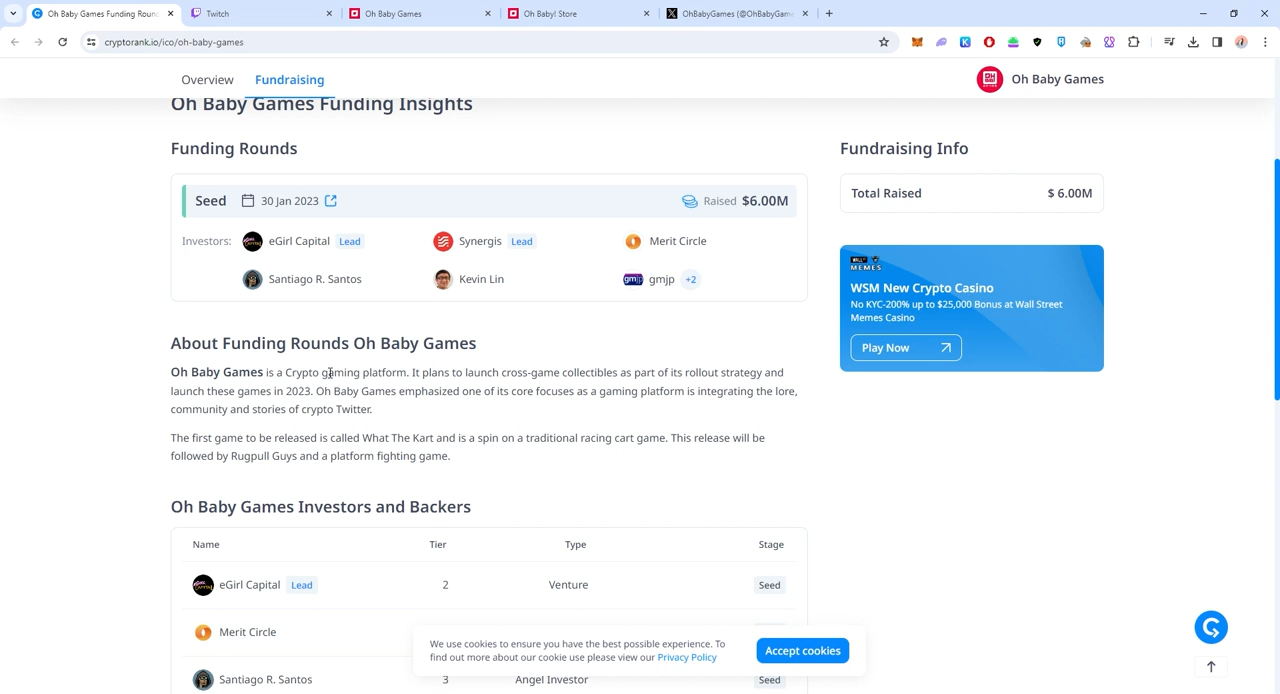 Oh Baby Games Funding Roun
Twitch
Oh Baby Games
Oh Baby! Store
OhBabyGames (@OhBabyGame
cryptorank.io/ico/oh-baby-games
Overview
Fundraising
Oh Baby Games
Oh Baby Games Funding Insights
Funding Rounds
Seed 30 Jan 2023 Raised $6.00M
Investors: eGirl Capital Lead Synergis Lead Merit Circle
Santiago R. Santos Kevin Lin gmjp gmjp +2
Fundraising Info
Total Raised $ 6.00M
WALL ST
MEMES
WSM New Crypto Casino
No KYC-200% up to $25,000 Bonus at Wall Street
Memes Casino
Play Now
About Funding Rounds Oh Baby Games
Oh Baby Games is a Crypto gaming platform. It plans to launch cross-game collectibles as part of its rollout strategy and
launch these games in 2023. Oh Baby Games emphasized one of its core focuses as a gaming platform is integrating the lore,
community and stories of crypto Twitter.
The first game to be released is called What The Kart and is a spin on a traditional racing cart game. This release will be
followed by Rugpull Guys and a platform fighting game.
Oh Baby Games Investors and Backers
Name Tier Type Stage
eGirl Capital Lead 2 Venture Seed
Merit Circle
Santiago R. Santos 3 Angel Investor Seed
We use cookies to ensure you have the best possible experience. To
find out more about our cookie use please view our Privacy Policy
Accept cookies